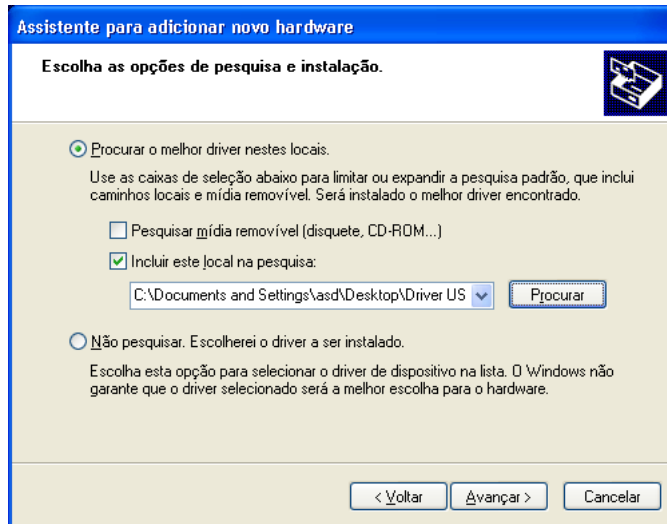 Assistente para adicionar novo hardware
Escolha as opções de pesquisa e instalação.
Procurar o melhor driver nestes locais.
Use as caixas de seleção abaixo para limitar ou expandir a pesquisa padrão, que inclui
caminhos locais e mídia removível. Será instalado o melhor driver encontrado.
Pesquisar mídia removível (disquete, CD-ROM...)
Incluir este local na pesquisa:
C:\Documents and Settings\asd\Desktop\Driver US
Procurar
Não pesquisar. Escolherei o driver a ser instalado.
Escolha esta opção para selecionar o driver de dispositivo na lista. O Windows não
garante que o driver selecionado será a melhor escolha para o hardware.
< Voltar
Avançar >
Cancelar